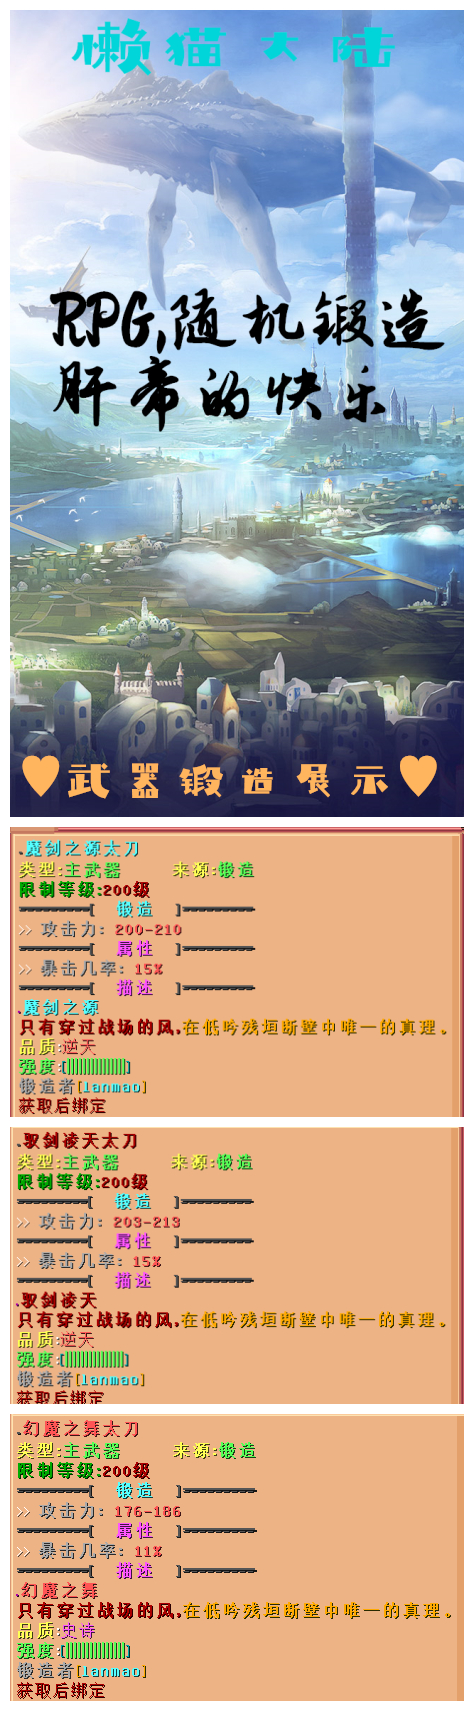 懒猫大陆
RPG,随机锻造
肝帝的快乐
♥武器锻造展示♥
.魔剑之源太刀
类型:主武器 来源:锻造
限制等级:200级
[ 锻造 ]
>> 攻击力: 200-210
[ 属性 ]
>> 暴击几率: 15%
[ 描述 ]
.魔剑之源
只有穿过战场的风,在低吟残垣断壁中唯一的真理。
品质:逆天
强度:[||||||||||||||]
锻造者[lanmao]
获取后绑定
.驭剑凌天太刀
类型:主武器 来源:锻造
限制等级:200级
[ 锻造 ]
>> 攻击力: 203-213
[ 属性 ]
>> 暴击几率: 15%
[ 描述 ]
.驭剑凌天
只有穿过战场的风,在低吟残垣断壁中唯一的真理。
品质:逆天
强度:[||||||||||||||]
锻造者[lanmao]
获取后绑定
.幻魔之舞太刀
类型:主武器 来源:锻造
限制等级:200级
[ 锻造 ]
>> 攻击力: 176-186
[ 属性 ]
>> 暴击几率: 11%
[ 描述 ]
.幻魔之舞
只有穿过战场的风,在低吟残垣断壁中唯一的真理。
品质:史诗
强度:[||||||||||||||]
锻造者[lanmao]
获取后绑定